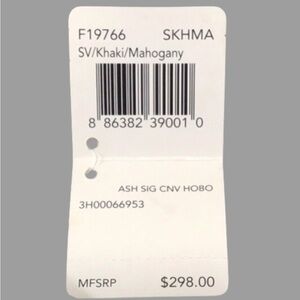 F19766 SKHMA
SV/Khaki/Mahogany
8 86382 39001 0
ASH SIG CNV HOBO
3H00066953
MFSRP $298.00